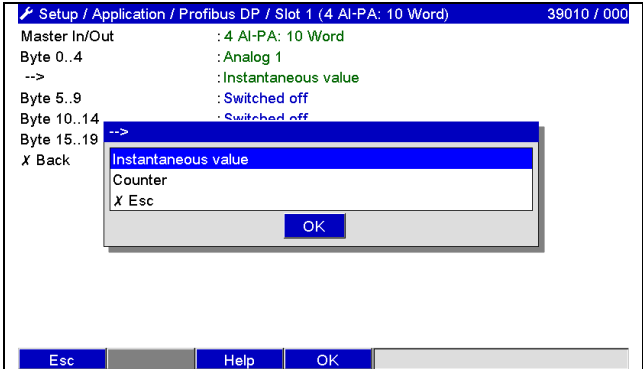 Setup / Application / Profibus DP / Slot 1 (4 AI-PA: 10 Word) 39010 / 000
Master In/Out : 4 AI-PA: 10 Word
Byte 0..4 : Analog 1
--> : Instantaneous value
Byte 5..9 : Switched off
Byte 10..14 : Switched off
Byte 15..19
✗ Back
-->
Instantaneous value
Counter
✗ Esc
OK
Esc Help OK